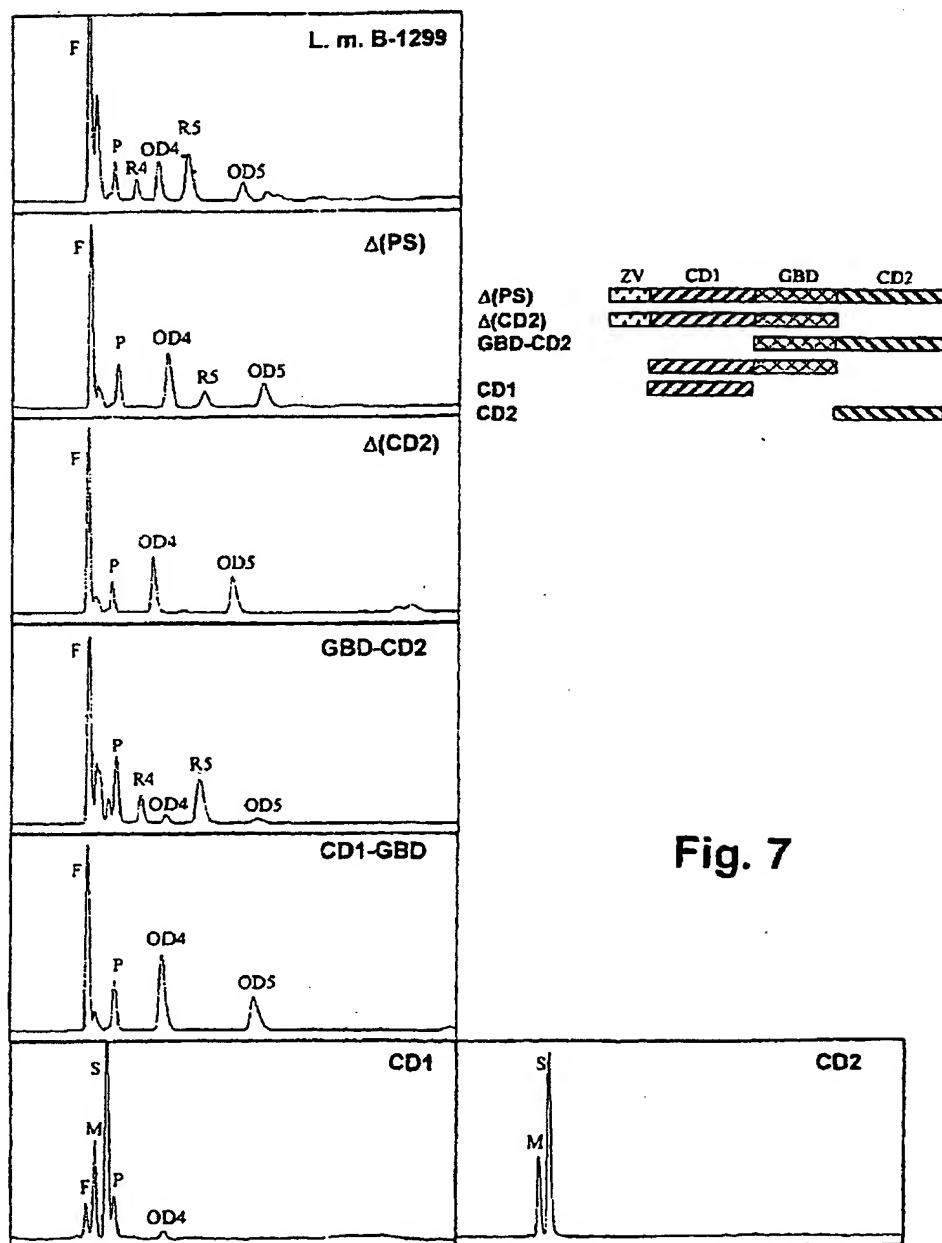 L. m. B-1299
F
P
R4
OD4
R5
OD5
Δ(PS)
F
P
OD4
R5
OD5
Δ(CD2)
F
P
OD4
OD5
GBD-CD2
F
P
R4
OD4
R5
OD5
CD1-GBD
F
P
OD4
OD5
CD1
F
M
S
P
OD4
CD2
M
S
ZV CD1 GBD CD2
Δ(PS)
Δ(CD2)
GBD-CD2
CD1
CD2
Fig. 7